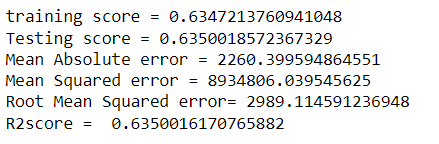 training score = 0.6347213760941048
Testing score = 0.6350018572367329
Mean Absolute error = 2260.399594864551
Mean Squared error = 8934806.039545625
Root Mean Squared error= 2989.114591236948
R2score =  0.6350016170765882